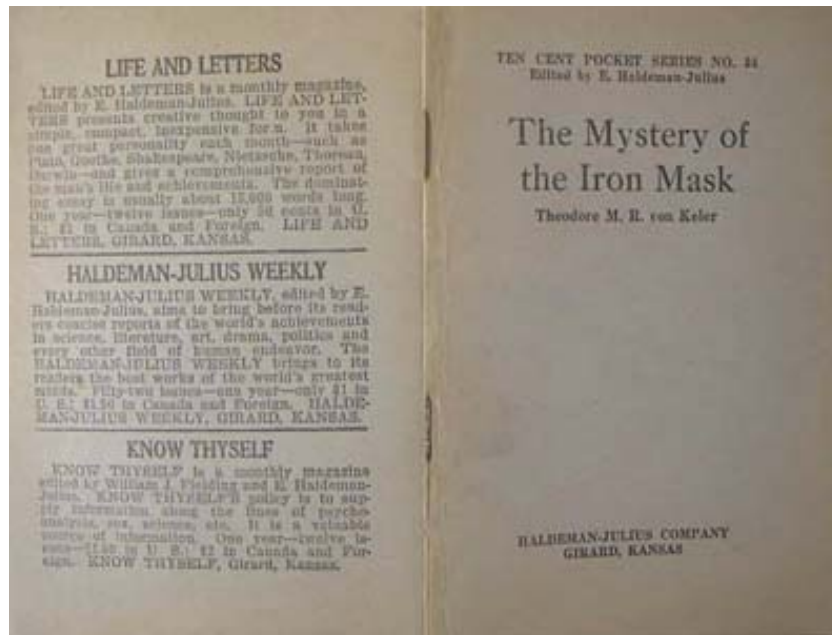 LIFE AND LETTERS
LIFE AND LETTERS is a monthly magazine,
edited by E. Haldeman-Julius. LIFE AND LET-
TERS presents creative thought to you in a
simple, compact, inexpensive form. It takes
one great personality each month—such as
Plato, Goethe, Shakespeare, Nietzsche, Thoreau,
Darwin—and gives a comprehensive report of
the man's life and achievements. The dominat-
ing essay is usually about 15,000 words long.
One year—twelve issues—only 50 cents in U.
S.; $1 in Canada and Foreign. LIFE AND
LETTERS, GIRARD, KANSAS.
HALDEMAN-JULIUS WEEKLY
HALDEMAN-JULIUS WEEKLY, edited by E.
Haldeman-Julius, aims to bring before its read-
ers concise reports of the world's achievements
in science, literature, art, drama, politics and
every other field of human endeavor. The
HALDEMAN-JULIUS WEEKLY brings to its
readers the best works of the world's greatest
minds. Fifty-two issues—one year—only $1 in
U. S.; $1.50 in Canada and Foreign. HALDE-
MAN-JULIUS WEEKLY, GIRARD, KANSAS.
KNOW THYSELF
KNOW THYSELF is a monthly magazine
edited by William J. Fielding and E. Haldeman-
Julius. KNOW THYSELF'S policy is to sup-
ply information along the lines of psycho-
analysis, sex, science, etc. It is a valuable
source of information. One year—twelve is-
sues—$1.50 in U. S.; $2 in Canada and For-
eign. KNOW THYSELF, Girard, Kansas.
TEN CENT POCKET SERIES NO.
Edited by E. Haldeman-Julius
The Mystery of
the Iron Mask
Theodore M. R. von Keler
HALDEMAN-JULIUS COMPANY
GIRARD, KANSAS